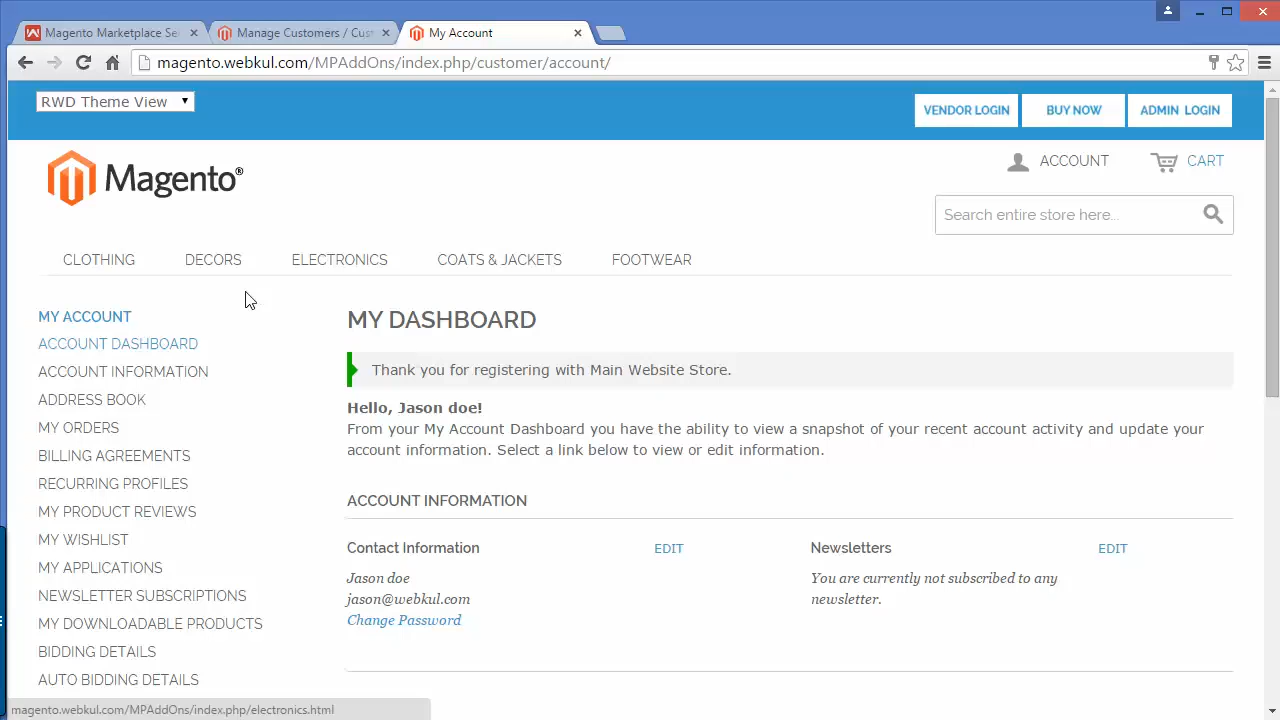 Magento Marketplace Se
Manage Customers / Cust
My Account
magento.webkul.com/MPAddOns/index.php/customer/account/
RWD Theme View
VENDOR LOGIN
BUY NOW
ADMIN LOGIN
Magento®
ACCOUNT
CART
Search entire store here...
CLOTHING
DECORS
ELECTRONICS
COATS & JACKETS
FOOTWEAR
MY ACCOUNT
ACCOUNT DASHBOARD
ACCOUNT INFORMATION
ADDRESS BOOK
MY ORDERS
BILLING AGREEMENTS
RECURRING PROFILES
MY PRODUCT REVIEWS
MY WISHLIST
MY APPLICATIONS
NEWSLETTER SUBSCRIPTIONS
MY DOWNLOADABLE PRODUCTS
BIDDING DETAILS
AUTO BIDDING DETAILS
MY DASHBOARD
Thank you for registering with Main Website Store.
Hello, Jason doe!
From your My Account Dashboard you have the ability to view a snapshot of your recent account activity and update your
account information. Select a link below to view or edit information.
ACCOUNT INFORMATION
Contact Information
EDIT
Jason doe
jason@webkul.com
Change Password
Newsletters
EDIT
You are currently not subscribed to any
newsletter.
magento.webkul.com/MPAddOns/index.php/electronics.html